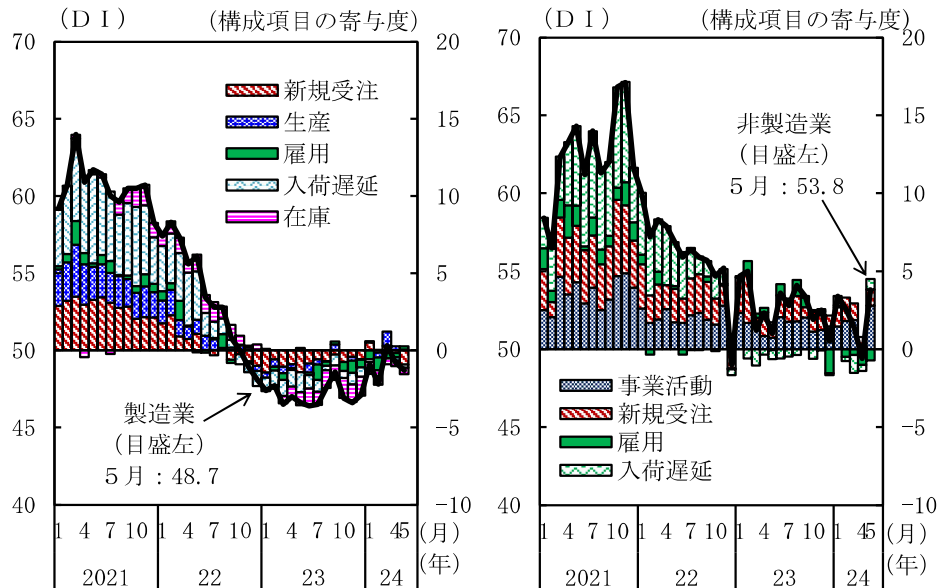 (ＤＩ) (構成項目の寄与度)
70
65
60
55
50
45
40
20
15
10
5
0
-5
-10
新規受注
生産
雇用
入荷遅延
在庫
製造業
(目盛左)
５月：48.7
1 4 7 10 1 4 7 10 1 4 7 10 1 45 (月)
2021 22 23 24 (年)
(ＤＩ) (構成項目の寄与度)
70
65
60
55
50
45
40
20
15
10
5
0
-5
-10
非製造業
(目盛左)
５月：53.8
事業活動
新規受注
雇用
入荷遅延
1 4 7 10 1 4 7 10 1 4 7 10 1 45 (月)
2021 22 23 24 (年)